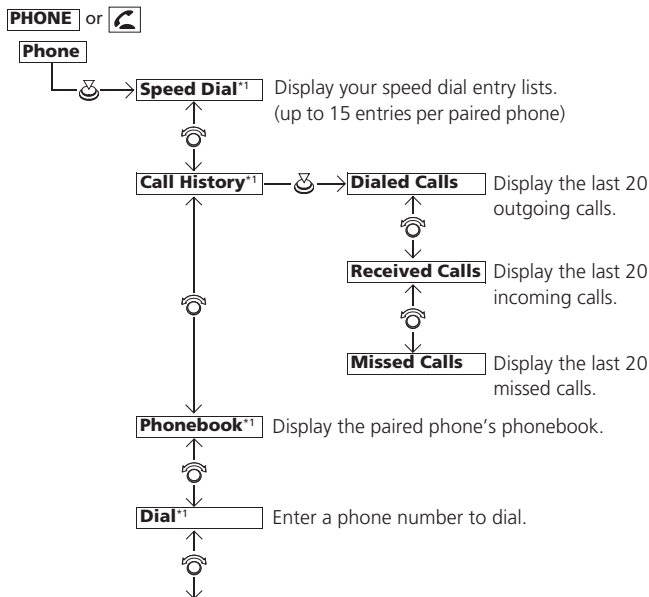 PHONE or
Phone
Speed Dial*1 Display your speed dial entry lists.
(up to 15 entries per paired phone)
Call History*1 Dialed Calls Display the last 20
outgoing calls.
Received Calls Display the last 20
incoming calls.
Missed Calls Display the last 20
missed calls.
Phonebook*1 Display the paired phone's phonebook.
Dial*1 Enter a phone number to dial.